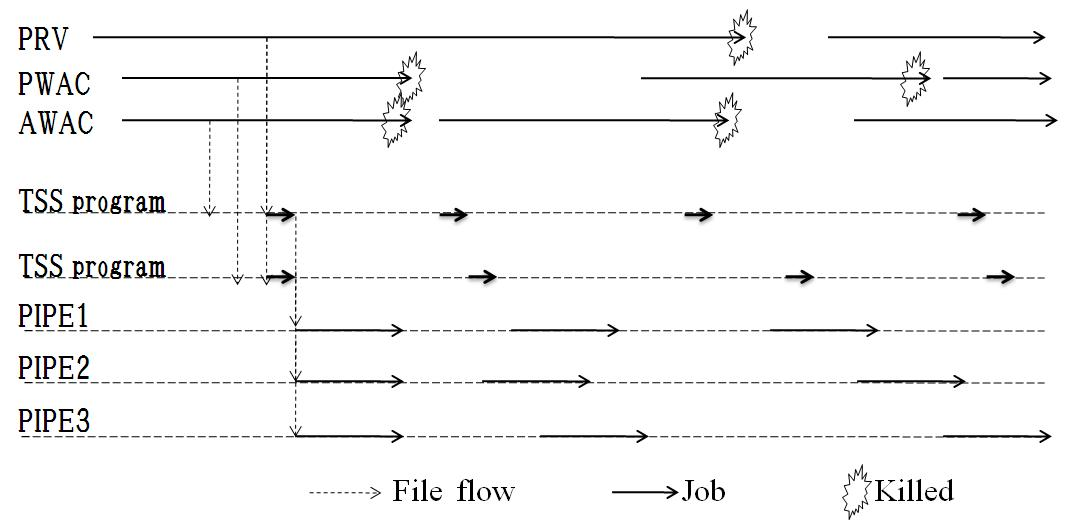 PRV
PWAC
AWAC
TSS program
TSS program
PIPE1
PIPE2
PIPE3
File flow
Job
Killed